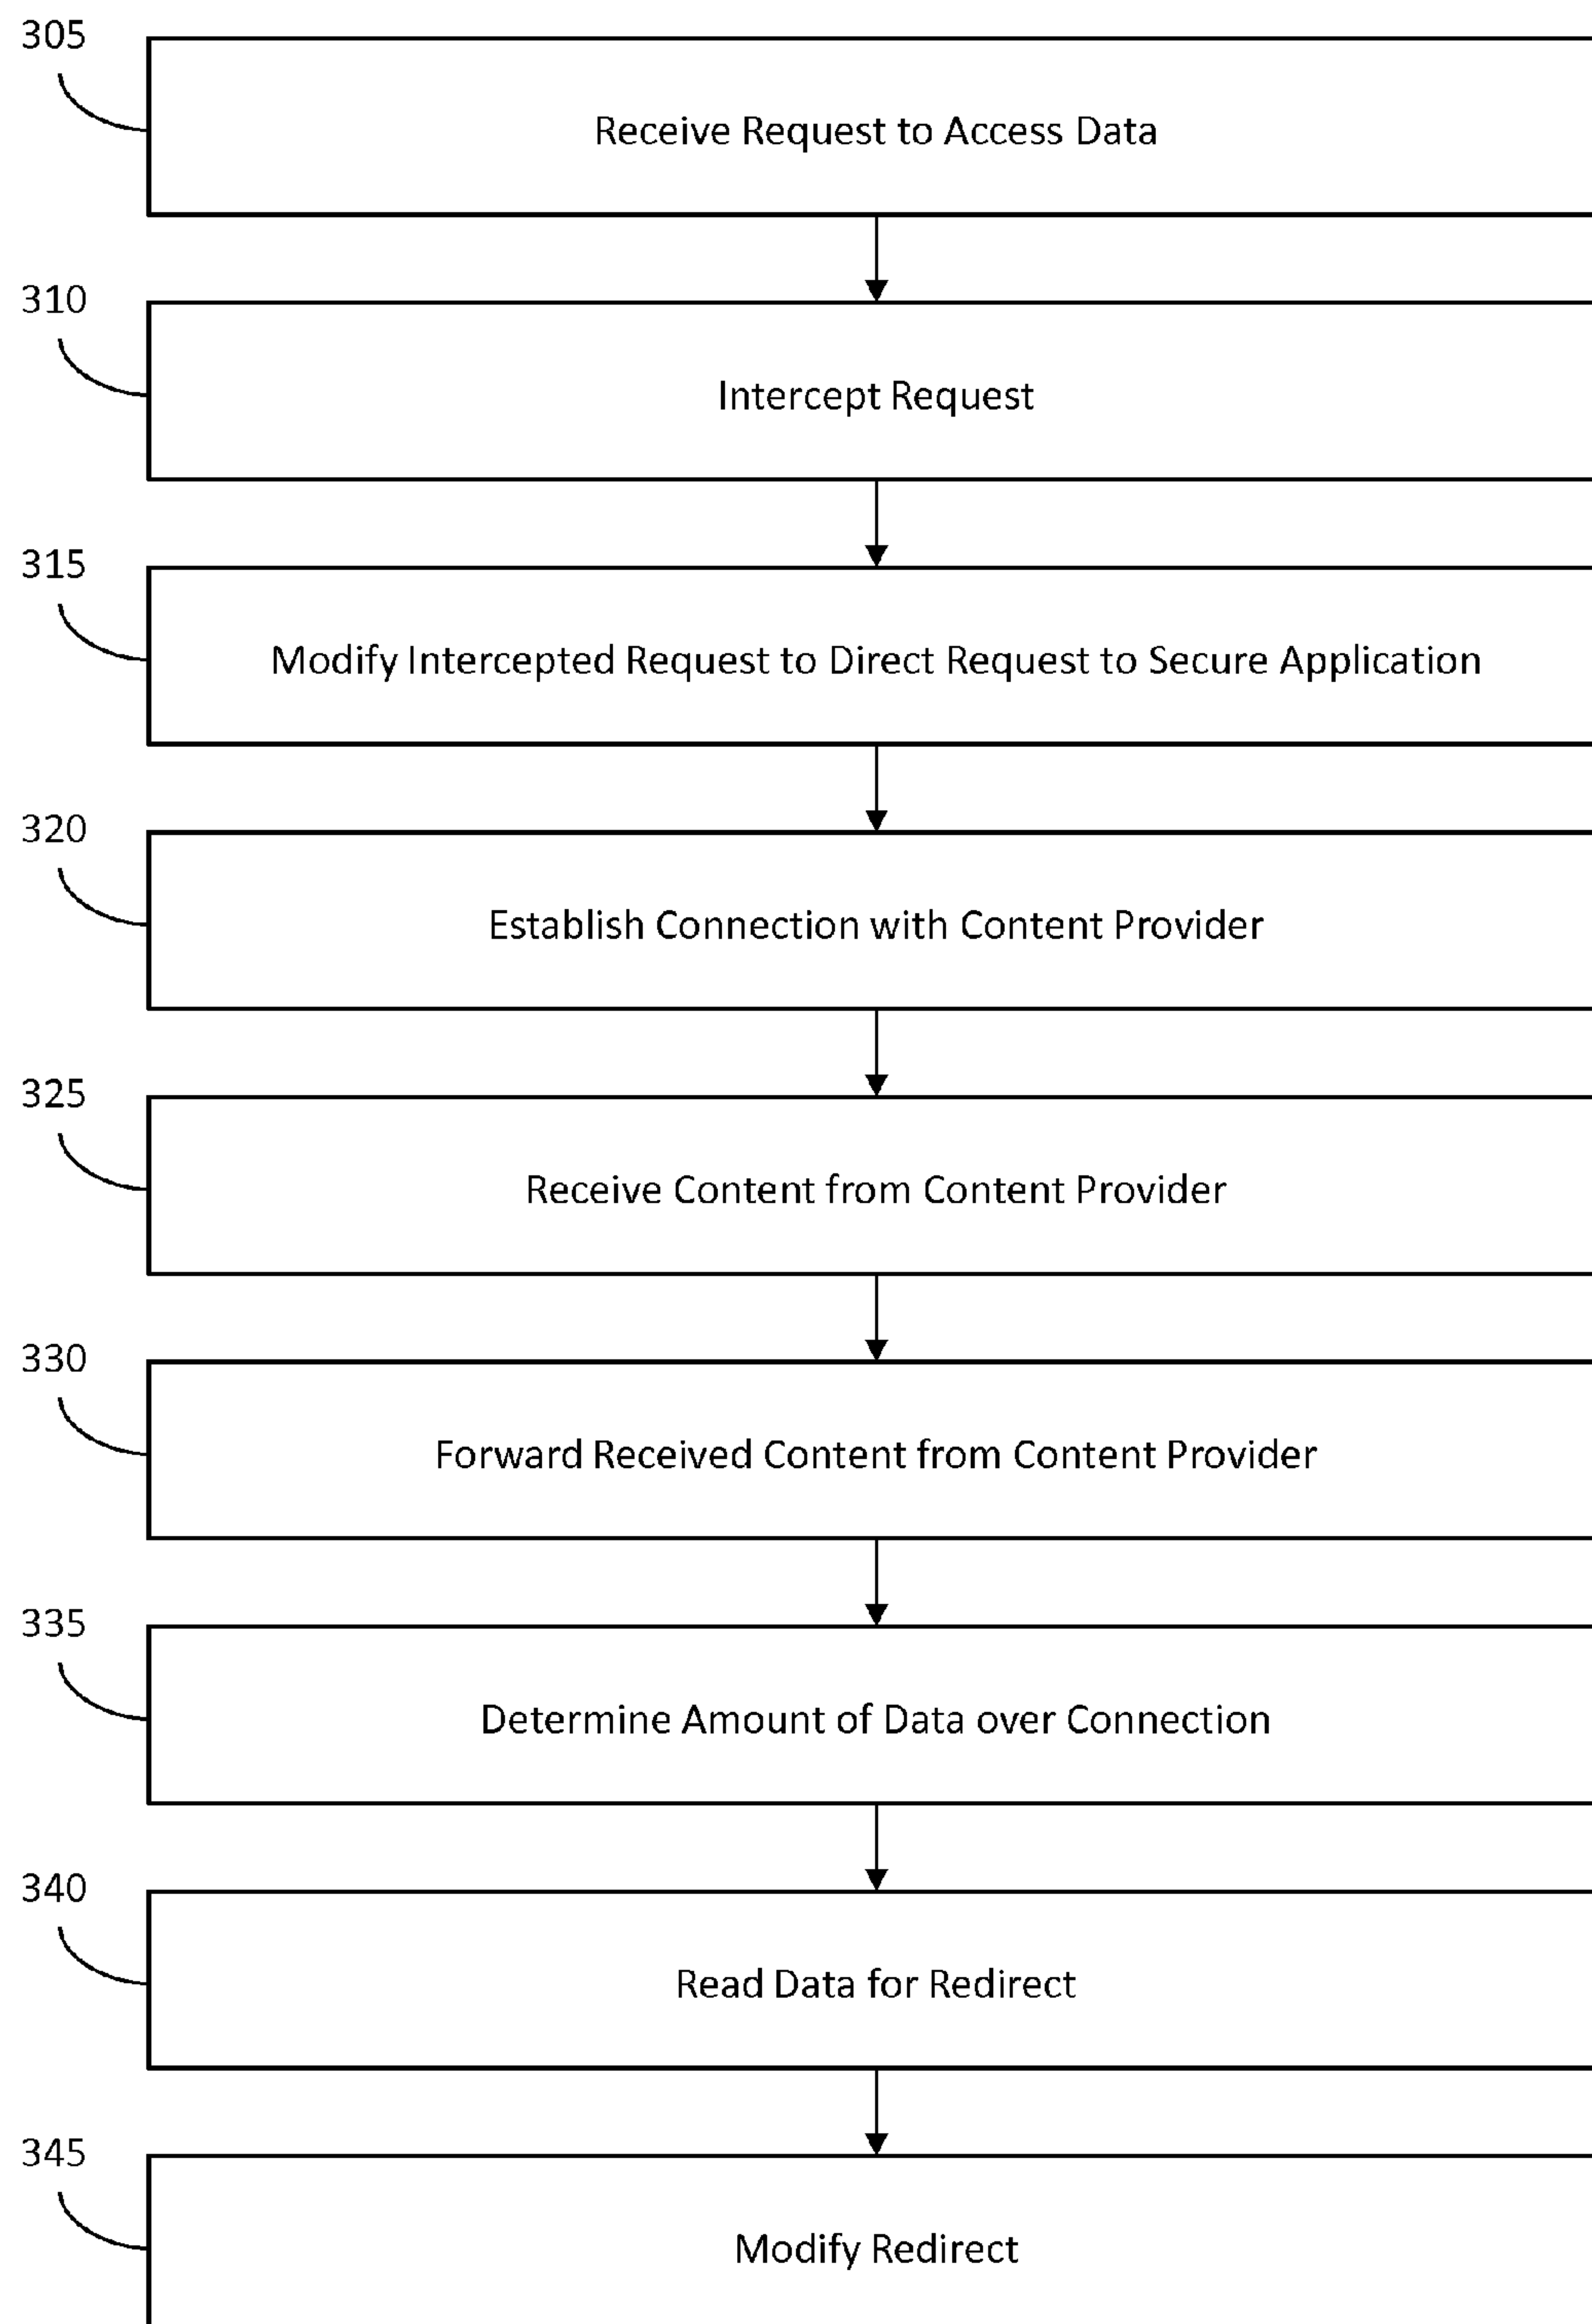 305
Receive Request to Access Data
310
Intercept Request
315
Modify Intercepted Request to Direct Request to Secure Application
320
Establish Connection with Content Provider
325
Receive Content from Content Provider
330
Forward Received Content from Content Provider
335
Determine Amount of Data over Connection
340
Read Data for Redirect
345
Modify Redirect